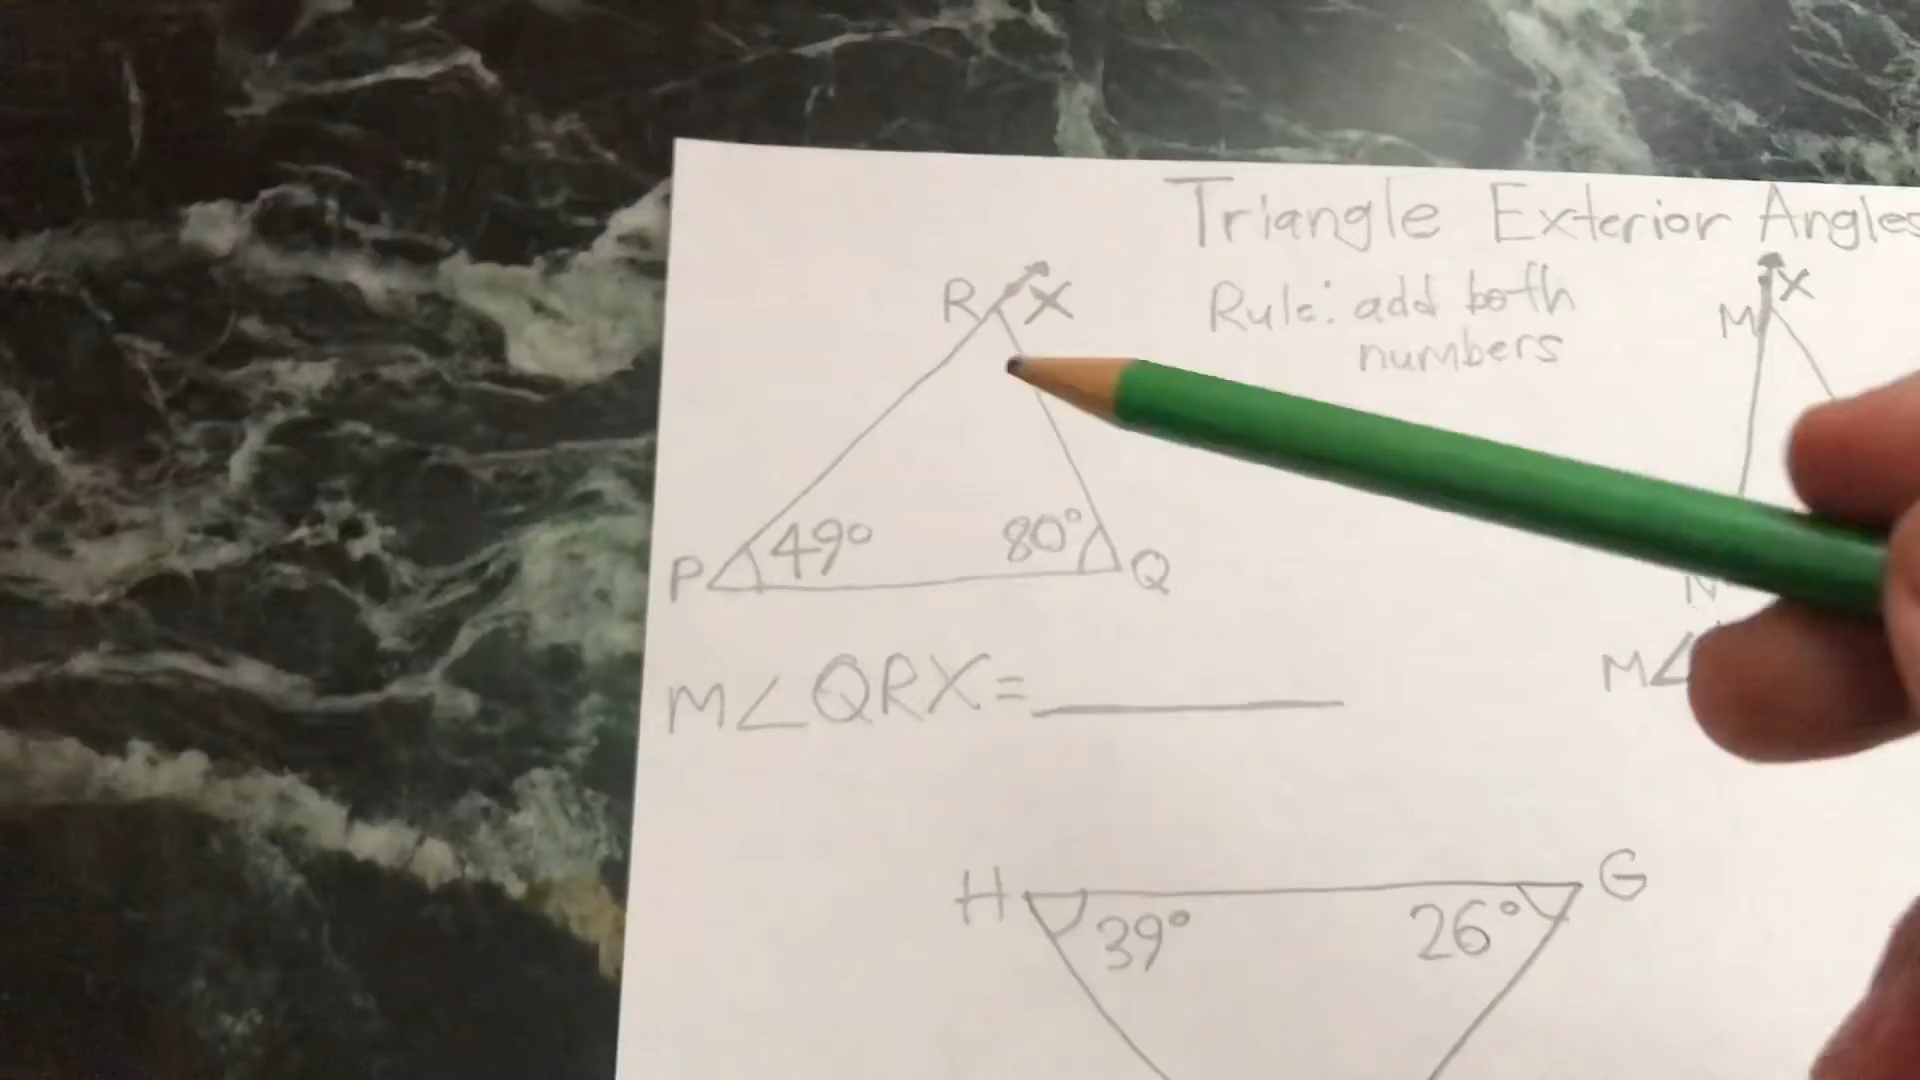 Triangle Exterior Angles
Rule: add both
numbers
R X
P 49° 80° Q
M∠QRX=
X
M
N
M∠
H G
39° 26°